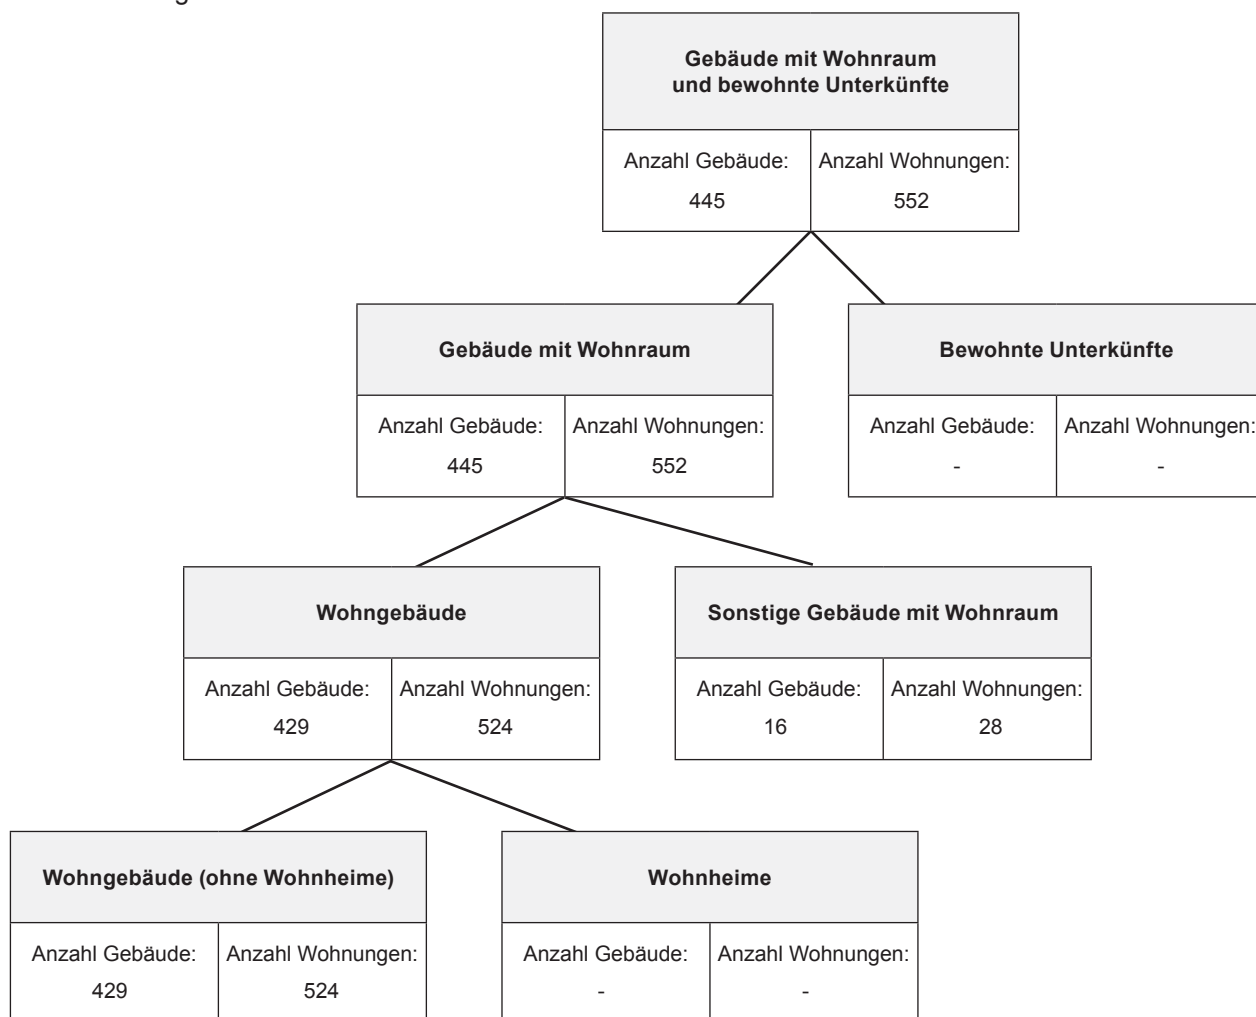 Gebäude mit Wohnraum
und bewohnte Unterkünfte
Anzahl Gebäude: Anzahl Wohnungen:
445 552
Gebäude mit Wohnraum
Anzahl Gebäude: Anzahl Wohnungen:
445 552
Bewohnte Unterkünfte
Anzahl Gebäude: Anzahl Wohnungen:
- -
Wohngebäude
Anzahl Gebäude: Anzahl Wohnungen:
429 524
Sonstige Gebäude mit Wohnraum
Anzahl Gebäude: Anzahl Wohnungen:
16 28
Wohngebäude (ohne Wohnheime)
Anzahl Gebäude: Anzahl Wohnungen:
429 524
Wohnheime
Anzahl Gebäude: Anzahl Wohnungen:
- -